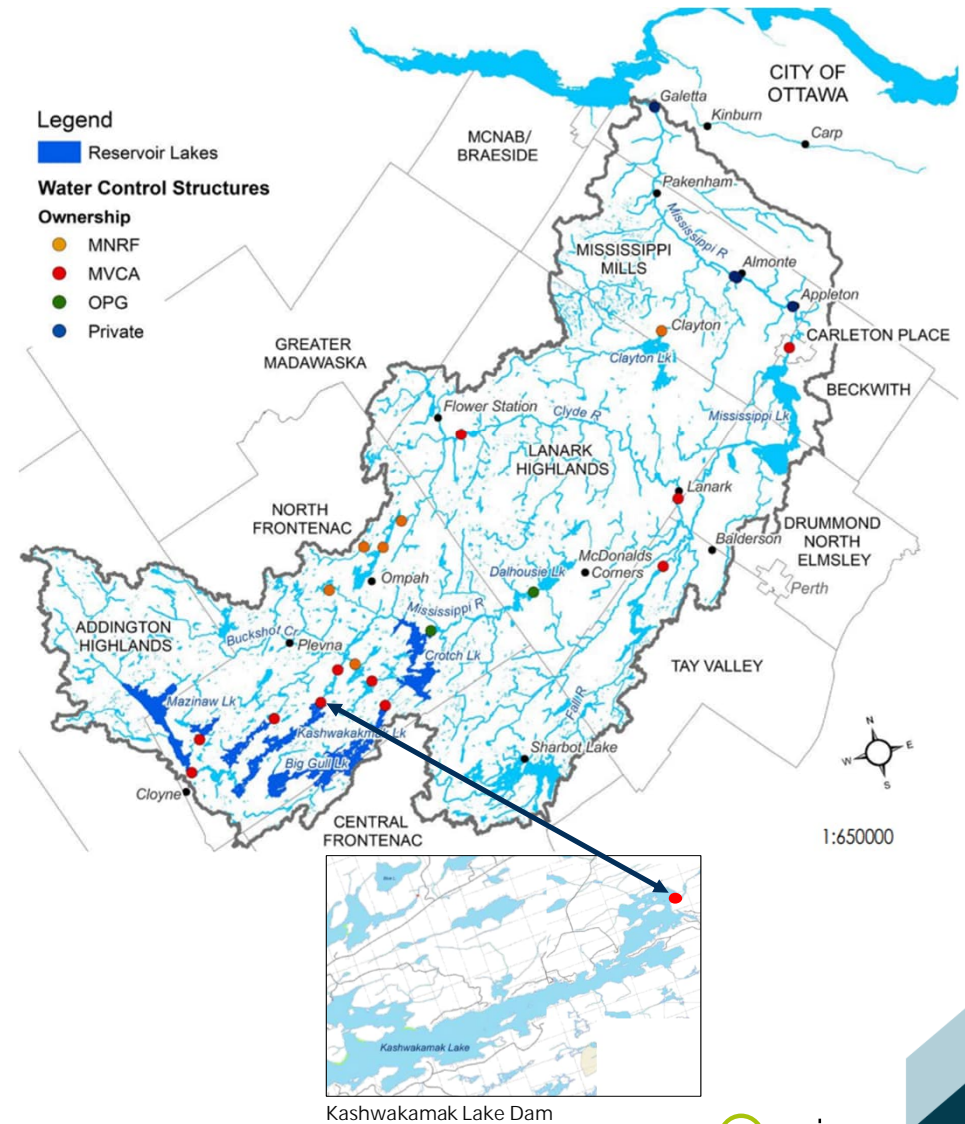 CITY OF
OTTAWA
Galetta
Kinburn
Carp
Legend
Reservoir Lakes
Water Control Structures
Ownership
MNRF
MVCA
OPG
Private
MCNAB/
BRAESIDE
Pakenham
Mississippi R
MISSISSIPPI
MILLS
Almonte
Appleton
Clayton
CARLETON PLACE
Clayton Lk
GREATER
MADAWASKA
BECKWITH
Flower Station
Clyde R
Mississippi Lk
LANARK
HIGHLANDS
Lanark
NORTH
FRONTENAC
DRUMMOND
NORTH
ELMSLEY
Balderson
McDonalds
Corners
Dalhousie Lk
Ompah
Perth
Mississippi R
ADDINGTON
HIGHLANDS
Buckshot Cr
Plevna
Crotch Lk
TAY VALLEY
Mazinaw Lk
Fall R
Kashwakakmak Lk
Big Gull Lk
Sharbot Lake
N
E
W
S
Cloyne
CENTRAL
FRONTENAC
1:650000
Kashwakamak Lake
Kashwakamak Lake Dam